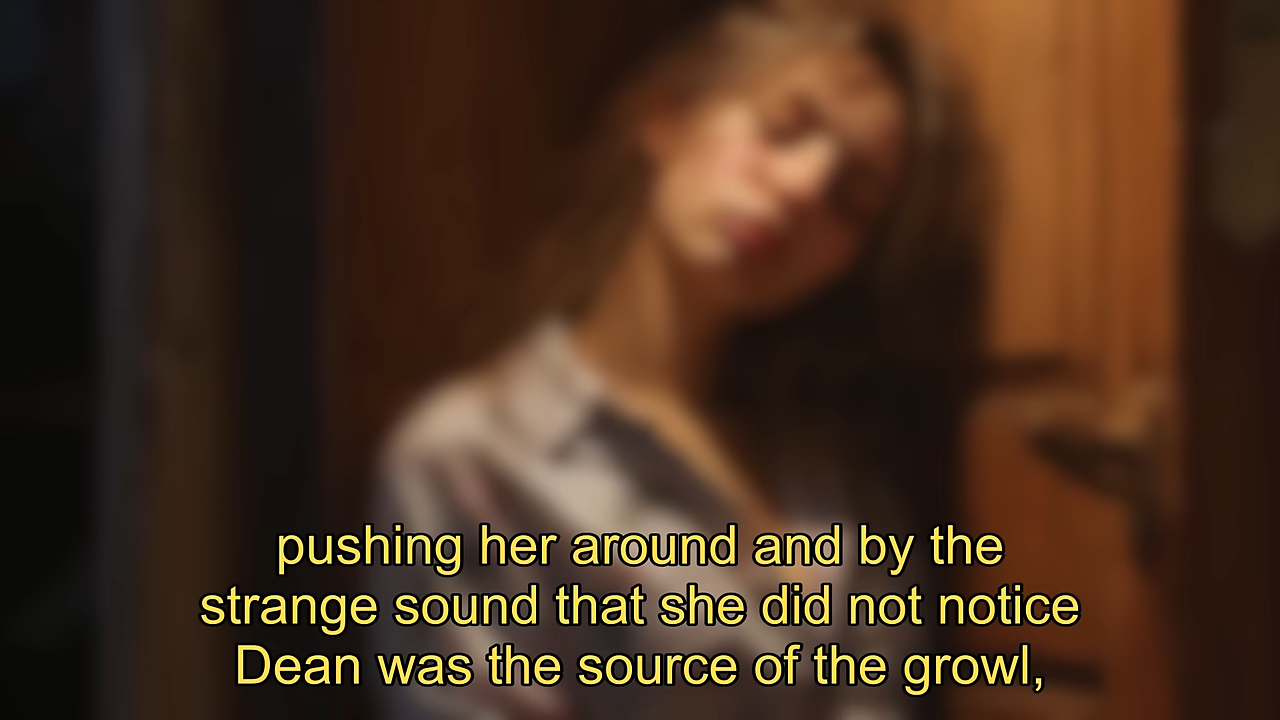 pushing her around and by the
strange sound that she did not notice
Dean was the source of the growl,